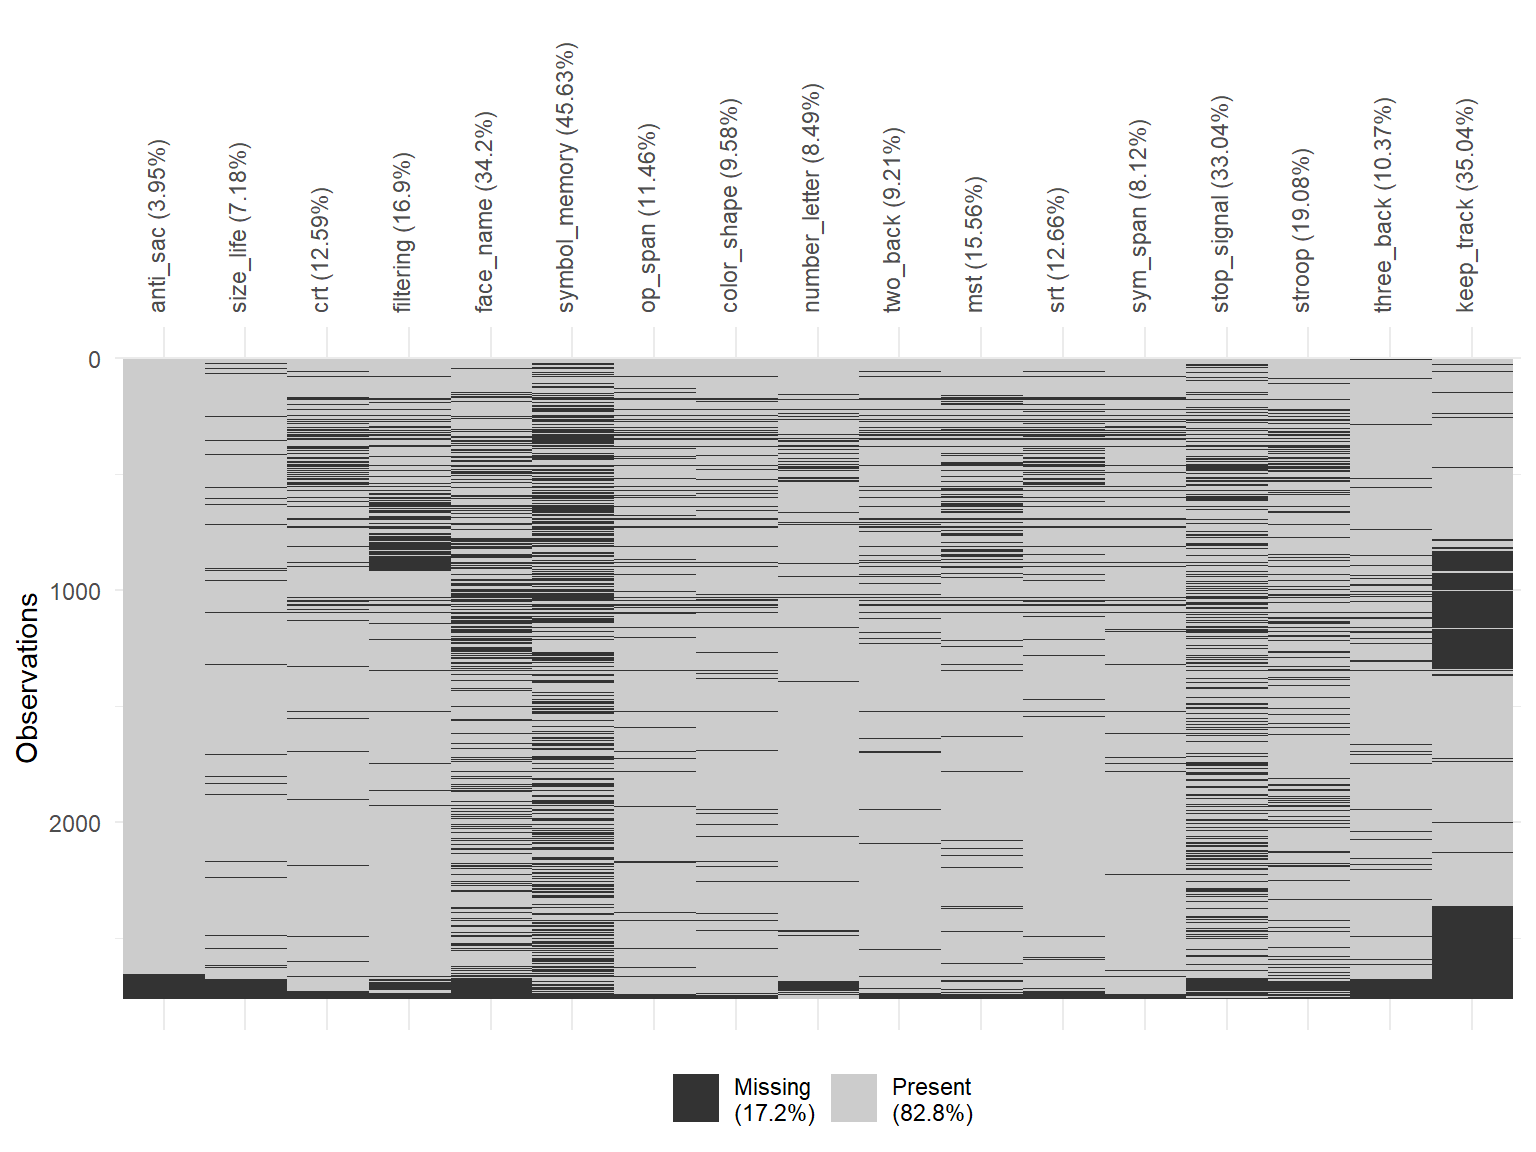 anti_sac (3.95%)
size_life (7.18%)
crt (12.59%)
filtering (16.9%)
face_name (34.2%)
symbol_memory (45.63%)
op_span (11.46%)
color_shape (9.58%)
number_letter (8.49%)
two_back (9.21%)
mst (15.56%)
srt (12.66%)
sym_span (8.12%)
stop_signal (33.04%)
stroop (19.08%)
three_back (10.37%)
keep_track (35.04%)
0
1000
2000
Observations
Missing
(17.2%)
Present
(82.8%)